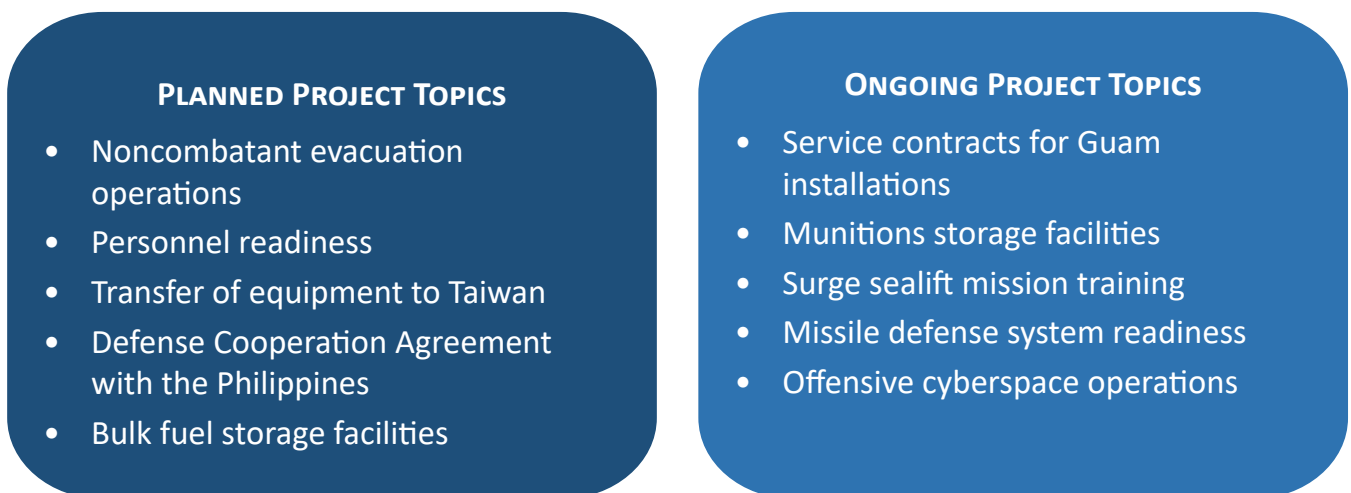 PLANNED PROJECT TOPICS
• Noncombatant evacuation
operations
• Personnel readiness
• Transfer of equipment to Taiwan
• Defense Cooperation Agreement
with the Philippines
• Bulk fuel storage facilities
ONGOING PROJECT TOPICS
• Service contracts for Guam
installations
• Munitions storage facilities
• Surge sealift mission training
• Missile defense system readiness
• Offensive cyberspace operations